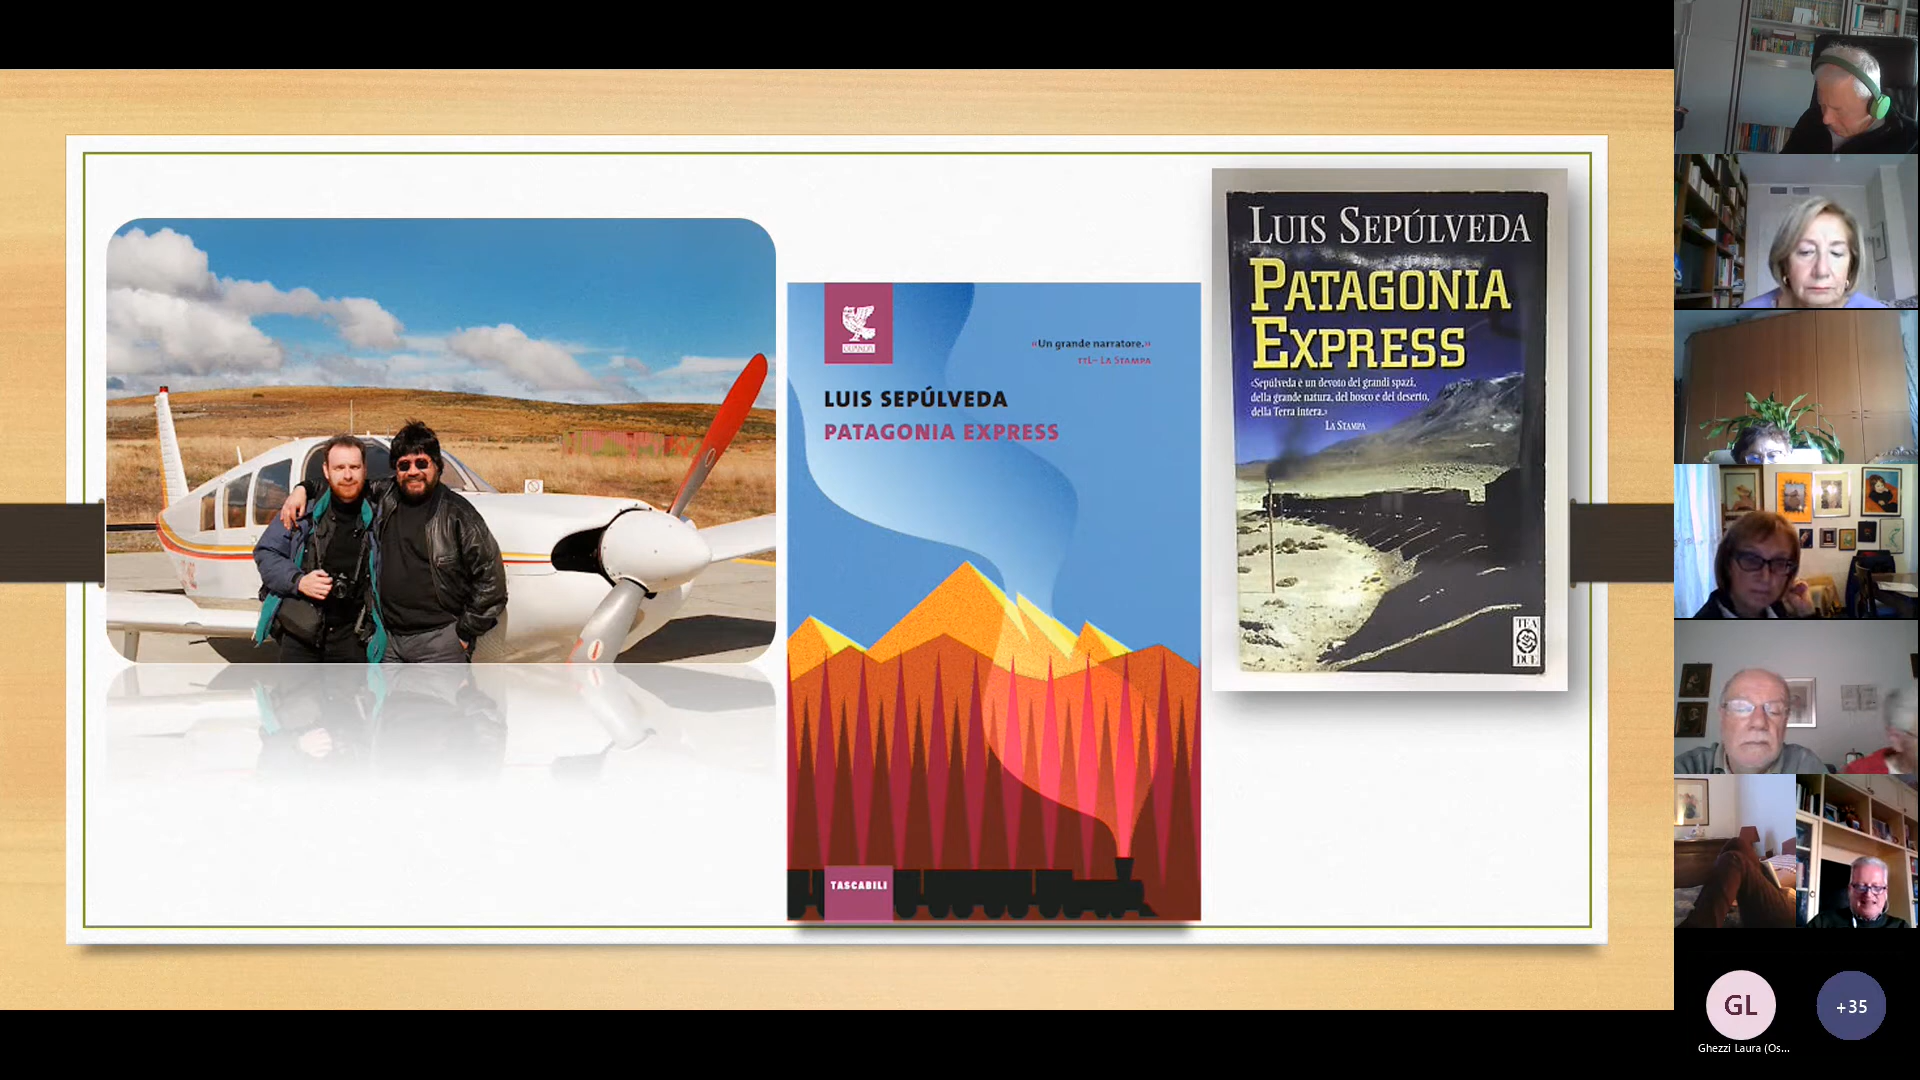 «Un grande narratore.»
TTL - LA STAMPA
LUIS SEPÚLVEDA
PATAGONIA EXPRESS
GUANDA
TASCABILI
LUIS SEPÚLVEDA
PATAGONIA
EXPRESS
«Sepúlveda è un devoto dei grandi spazi,
della grande natura, del bosco e del deserto,
della Terra intera.»
LA STAMPA
TEA
DUE
GL
+35
Ghezzi Laura (Os...